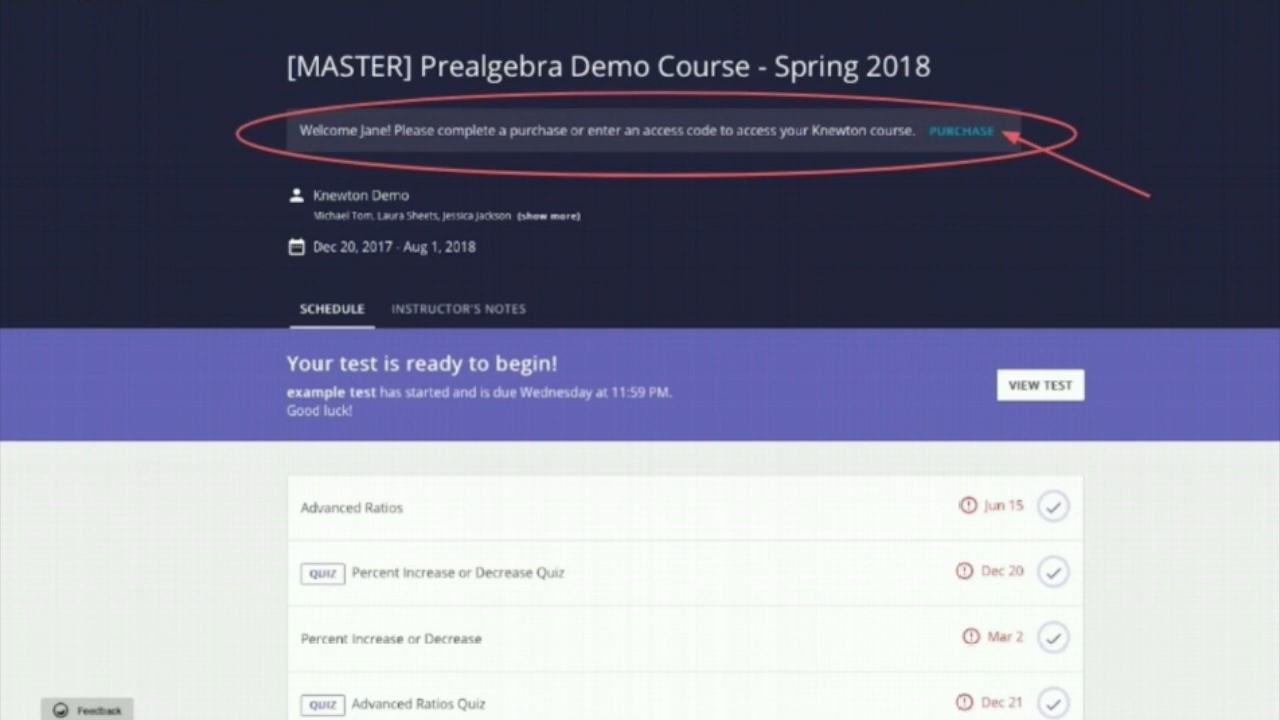 [MASTER] Prealgebra Demo Course - Spring 2018
Welcome Jane! Please complete a purchase or enter an access code to access your Knewton course. PURCHASE
Knewton Demo
Michael Tom, Laura Sheets, Jessica Jackson (show more)
Dec 20, 2017 - Aug 1, 2018
SCHEDULE INSTRUCTOR'S NOTES
Your test is ready to begin!
example test has started and is due Wednesday at 11:59 PM.
Good luck!
VIEW TEST
Advanced Ratios Jun 15
QUIZ Percent Increase or Decrease Quiz Dec 20
Percent Increase or Decrease Mar 2
QUIZ Advanced Ratios Quiz Dec 21
Feedback